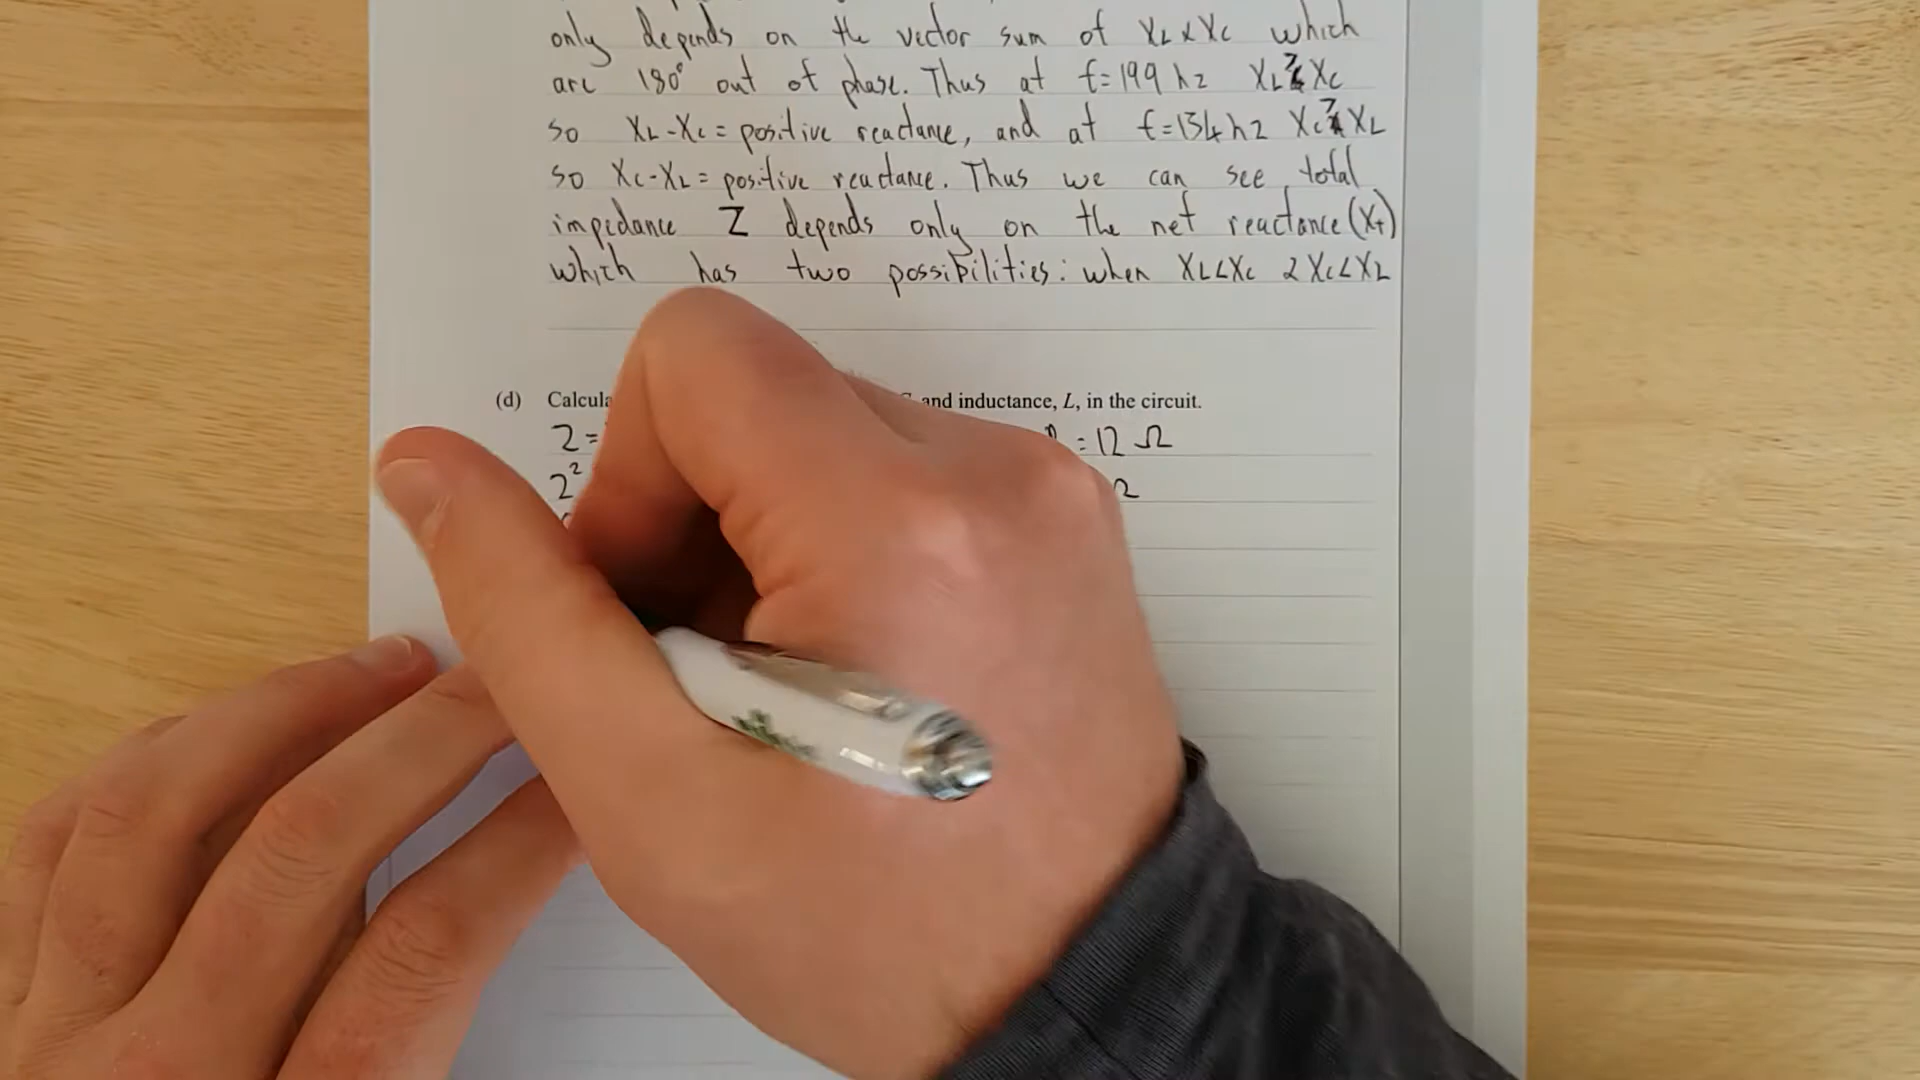 only depends on the vector sum of XL & XC which
are 180° out of phase. Thus at f=199 hz XL > XC
so XL-XC = positive reactance, and at f=134 hz XC > XL
so XC-XL = positive reactance. Thus we can see total
impedance Z depends only on the net reactance (XT)
which has two possibilities: when XL<XC & XC<XL
(d) and inductance, L, in the circuit.
Z= =12 Ω
Z² Ω